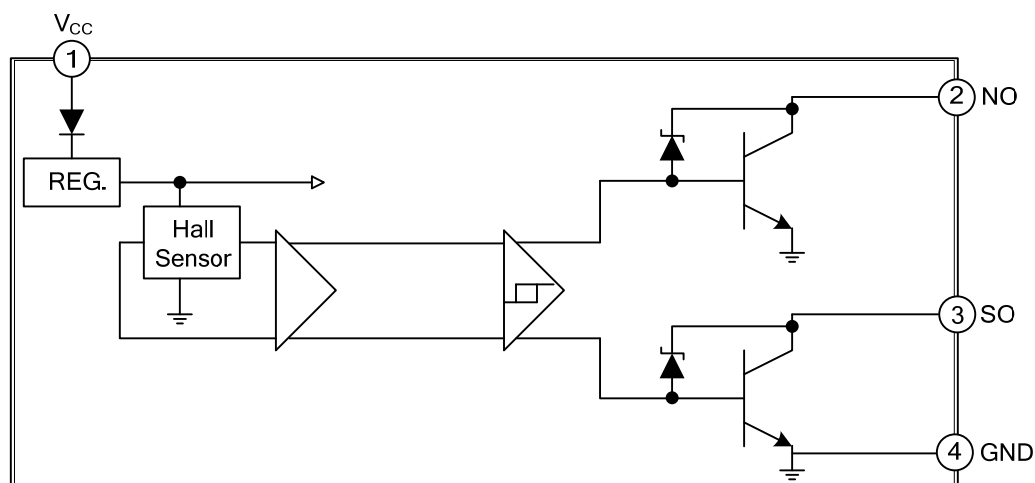 VCC
1
2 NO
REG.
Hall
Sensor
3 SO
4 GND